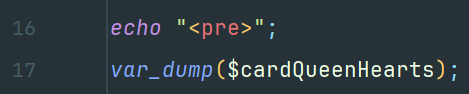 16 echo "<pre>";
17 var_dump($cardQueenHearts);